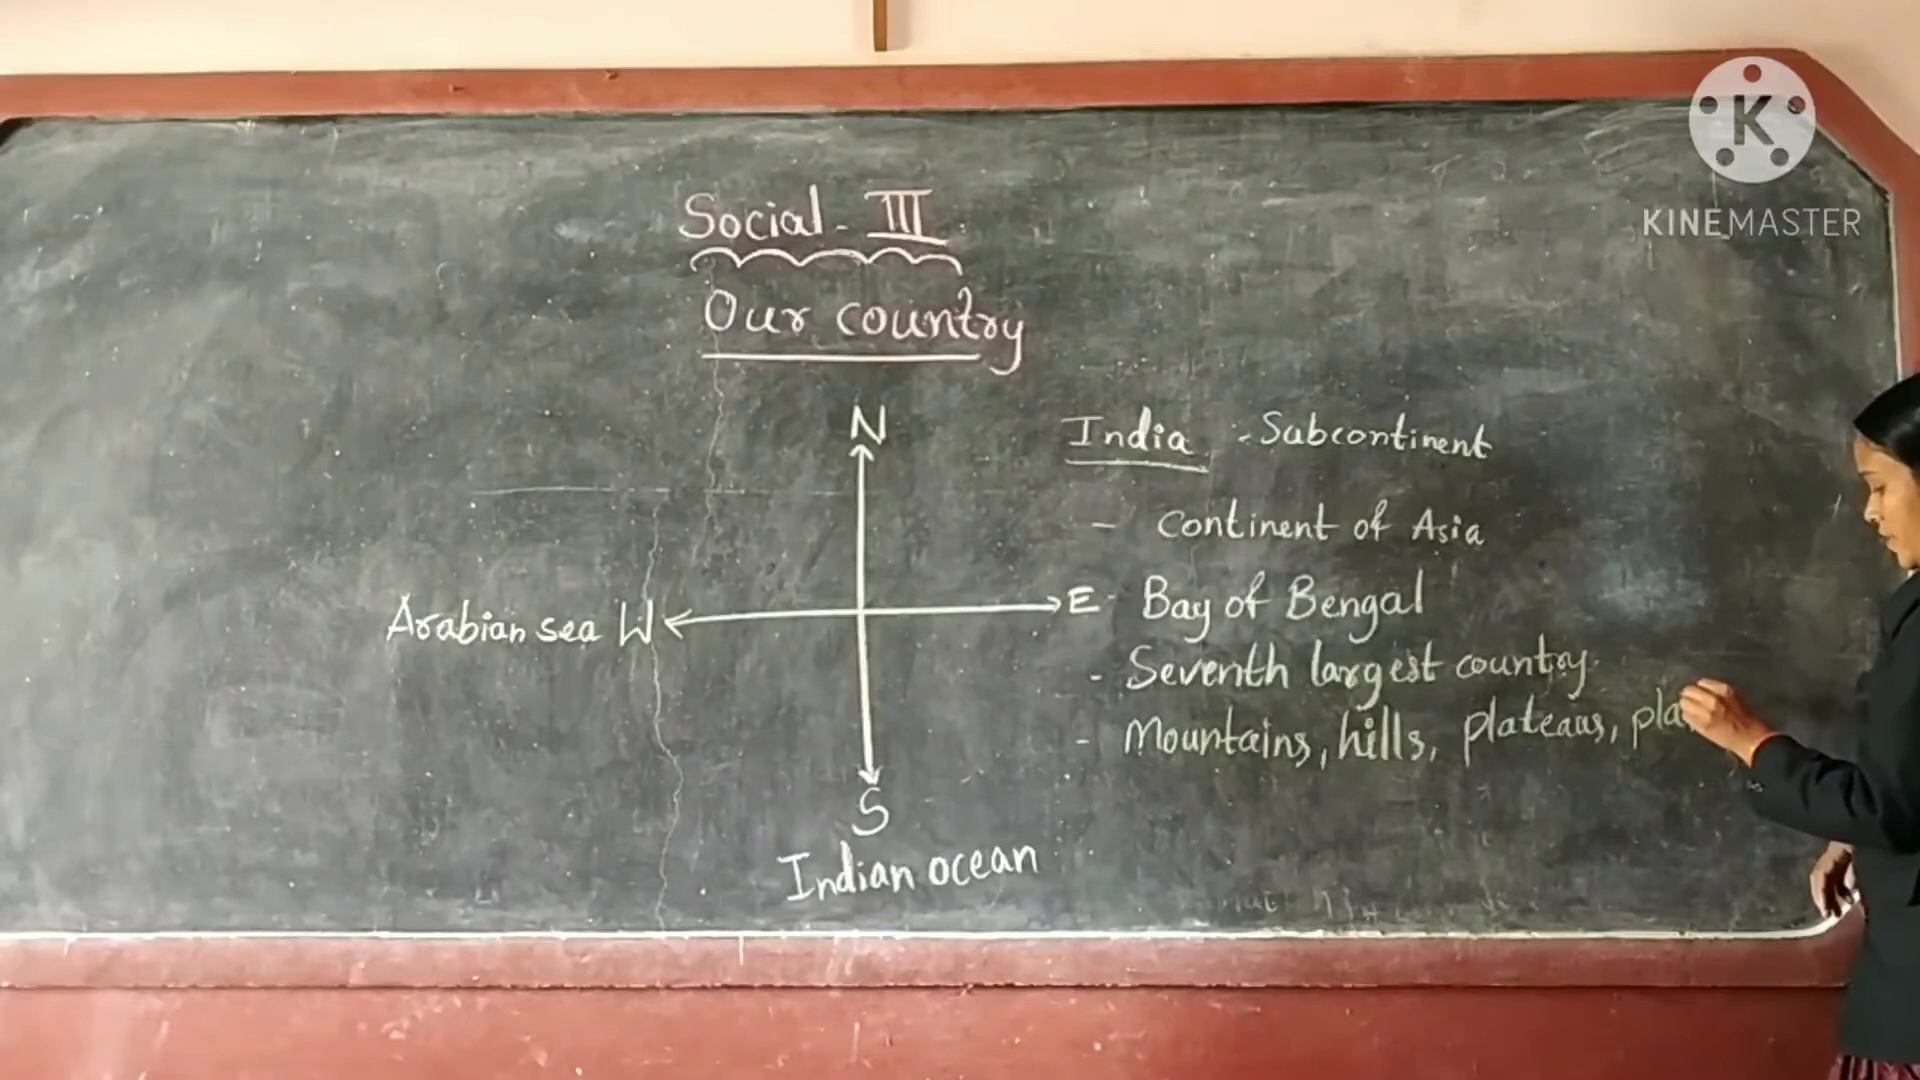 K
KINEMASTER
Social - III
Our country
N
India - Subcontinent
- Continent of Asia
Arabian sea W
E - Bay of Bengal
- Seventh largest country.
- Mountains, hills, plateaus,
S
Indian ocean